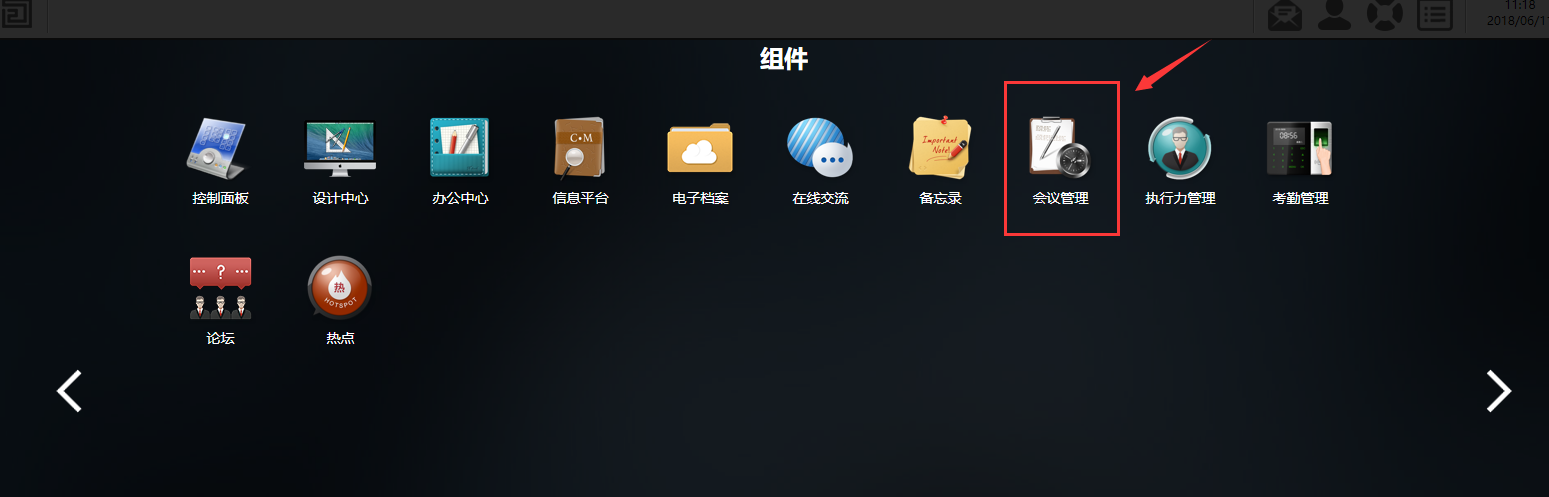 11:18
2018/06/1
组件
控制面板
设计中心
办公中心
C•M
信息平台
电子档案
在线交流
Important
Note!
备忘录
会议管理
执行力管理
08:56
考勤管理
?
论坛
热
HOTSPOT
热点